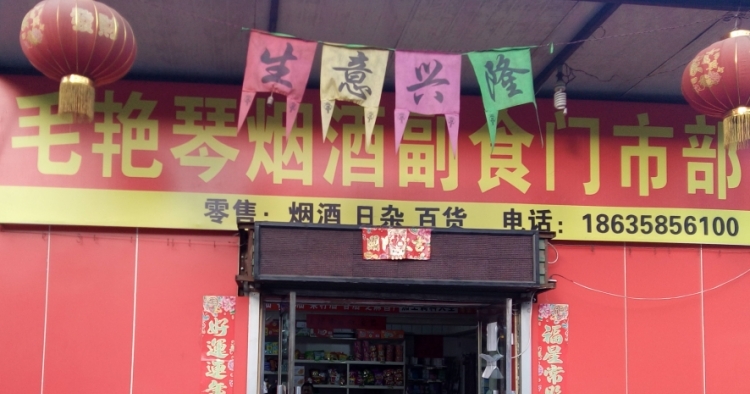 生意兴隆
毛艳琴烟酒副食门市部
零售：烟酒 日杂 百货 电话：18635856100
好运连年
福星常照